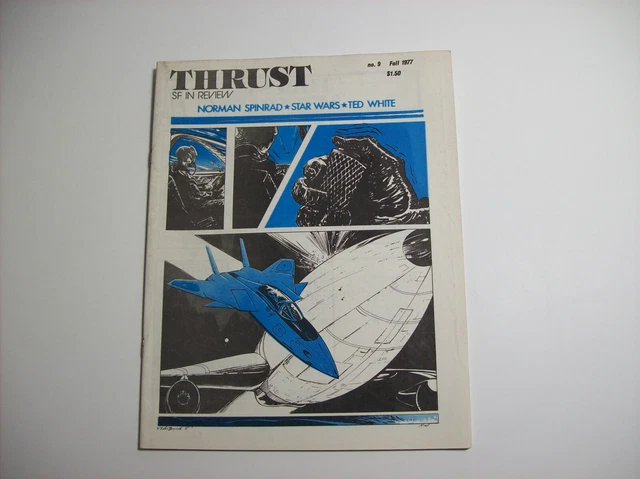 THRUST
no. 9 Fall 1977
$1.50
SF IN REVIEW
NORMAN SPINRAD★STAR WARS★TED WHITE